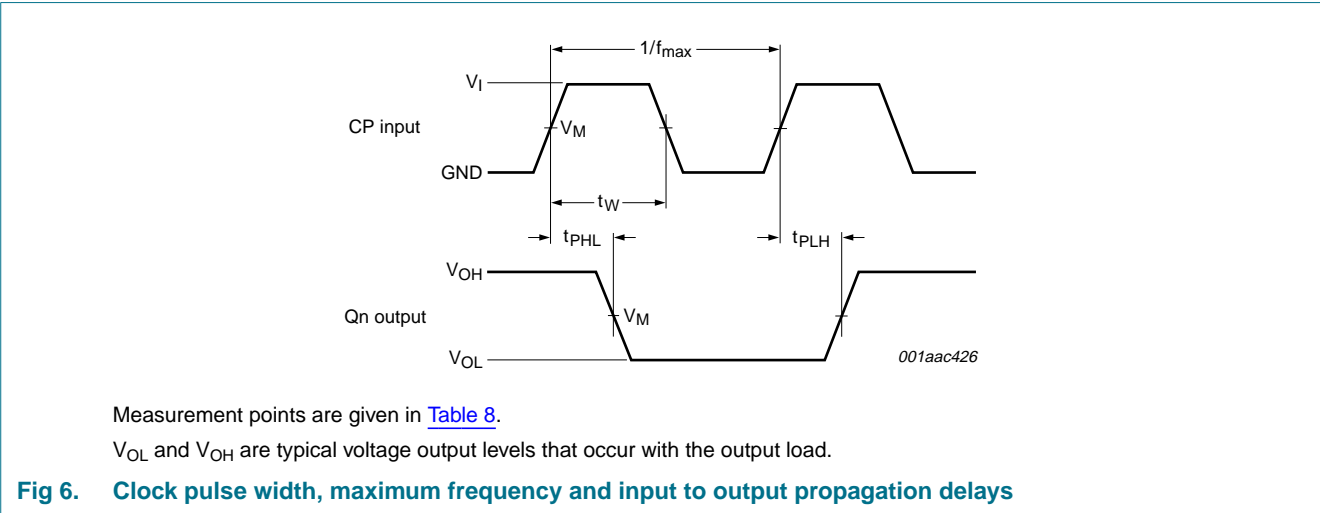 1/fmax
VI
CP input
VM
GND
tW
tPHL
tPLH
VOH
Qn output
VM
VOL
001aac426
Measurement points are given in Table 8.
VOL and VOH are typical voltage output levels that occur with the output load.
Fig 6. Clock pulse width, maximum frequency and input to output propagation delays